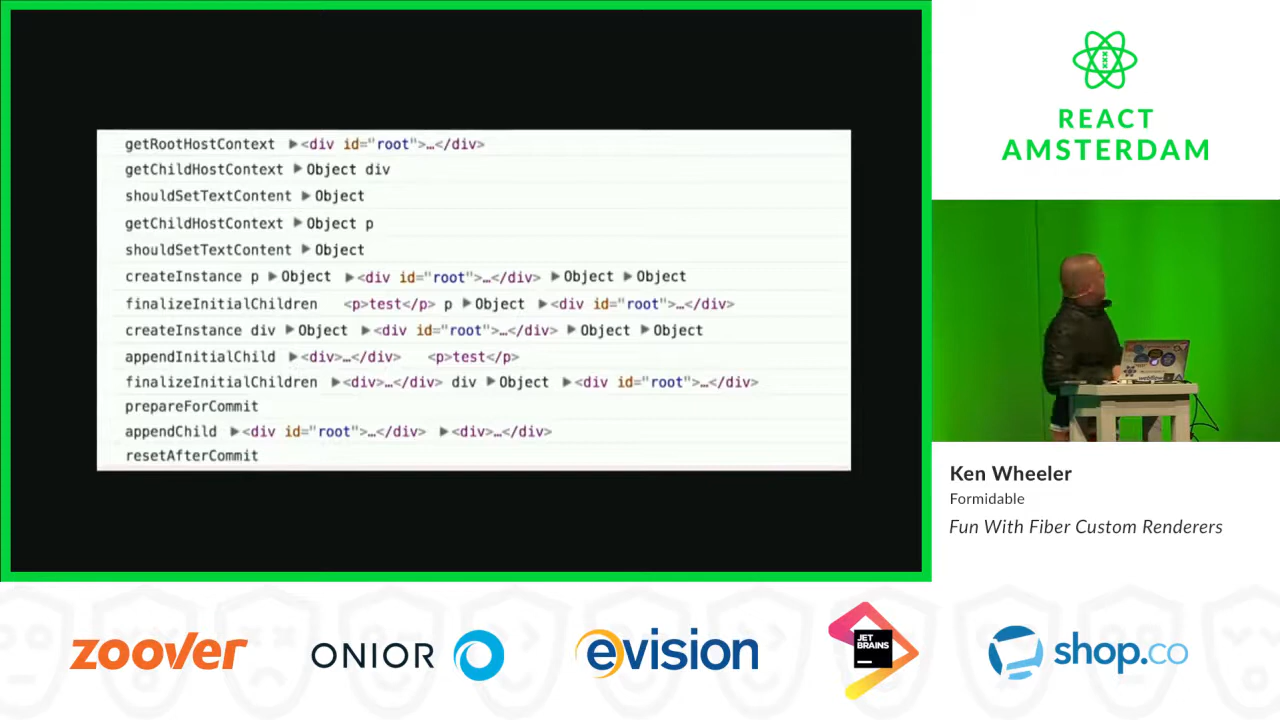 getRootHostContext ▶<div id="root">…</div>
getChildHostContext ▶Object div
shouldSetTextContent ▶Object
getChildHostContext ▶Object p
shouldSetTextContent ▶Object
createInstance p ▶Object ▶<div id="root">…</div> ▶Object ▶Object
finalizeInitialChildren <p>test</p> p ▶Object ▶<div id="root">…</div>
createInstance div ▶Object ▶<div id="root">…</div> ▶Object ▶Object
appendInitialChild ▶<div>…</div> <p>test</p>
finalizeInitialChildren ▶<div>…</div> div ▶Object ▶<div id="root">…</div>
prepareForCommit
appendChild ▶<div id="root">…</div> ▶<div>…</div>
resetAfterCommit
REACT
AMSTERDAM
Ken Wheeler
Formidable
Fun With Fiber Custom Renderers
zoover
ONIOR
evision
JET
BRAINS
shop.co